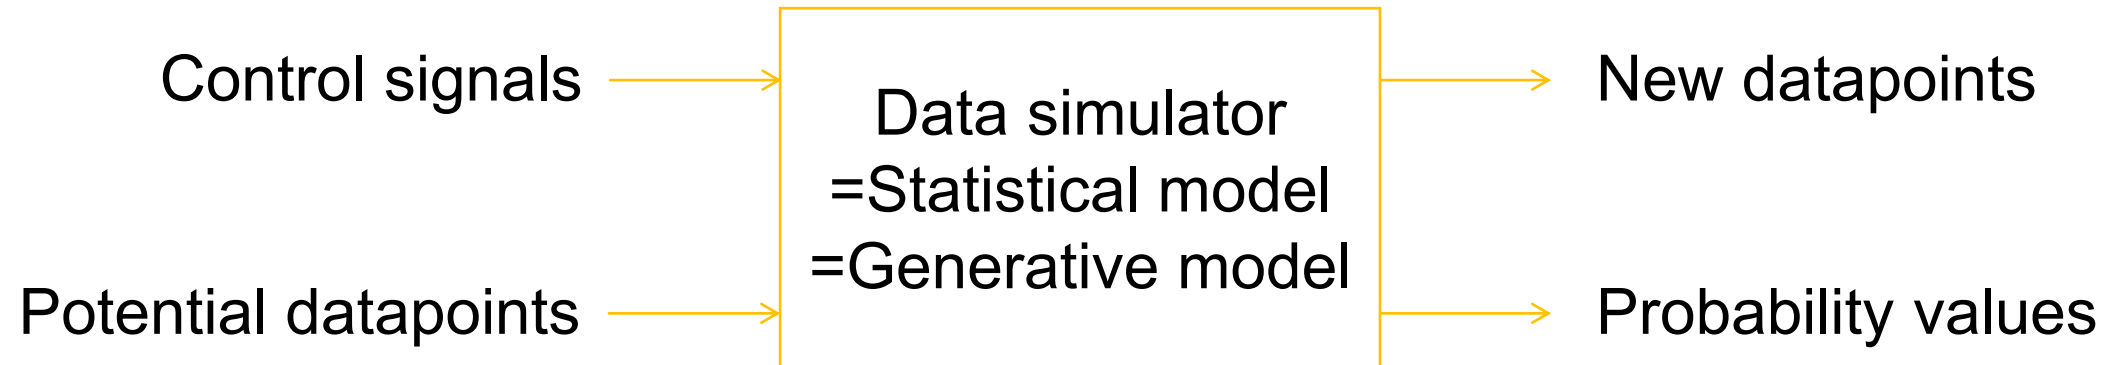 Control signals
Potential datapoints
Data simulator
=Statistical model
=Generative model
New datapoints
Probability values